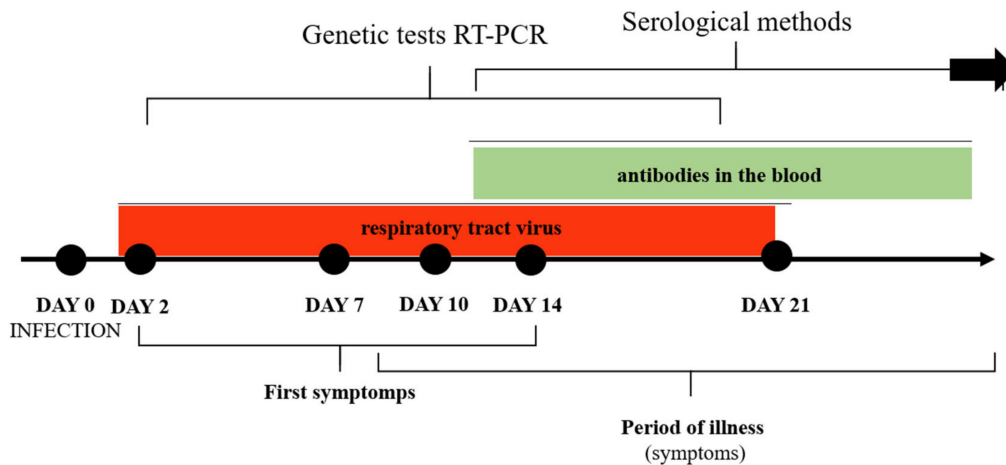 Genetic tests RT-PCR
Serological methods
antibodies in the blood
respiratory tract virus
DAY 0
INFECTION
DAY 2
DAY 7
DAY 10
DAY 14
DAY 21
First symptomps
Period of illness
(symptoms)